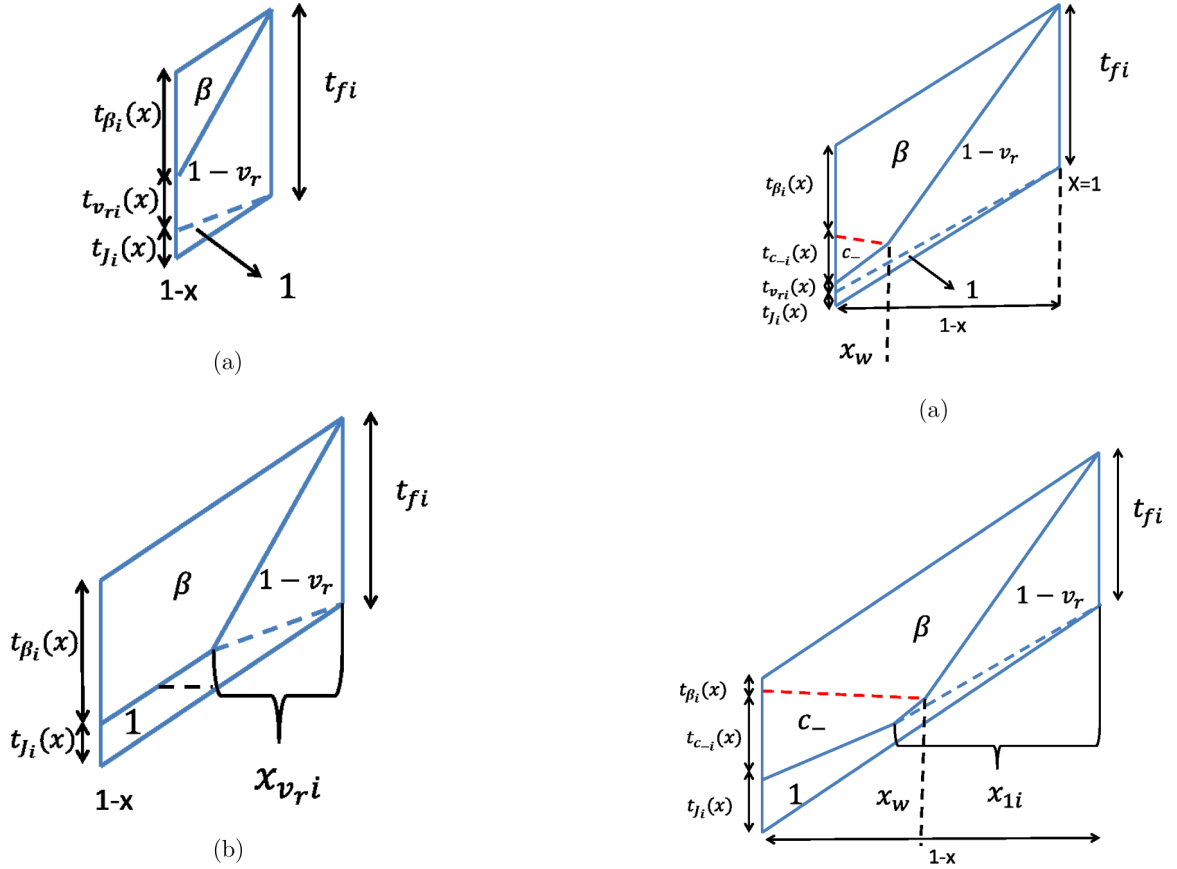 β
t_{f i}
t_{β_i}(x)
1 − v_r
t_{v_{ri}}(x)
t_{J_i}(x)
1-x
1
(a)
t_{fi}
β
1 − v_r
t_{β_i}(x)
X=1
t_{c_{-i}}(x)
c_−
t_{v_{ri}}(x)
1
t_{J_i}(x)
1-x
x_w
(a)
t_{fi}
β
1 − v_r
t_{β_i}(x)
1
t_{J_i}(x)
1-x
x_{v_r i}
(b)
t_{fi}
1 − v_r
β
t_{β_i}(x)
c_−
t_{c_{-i}}(x)
1
x_w
x_{1i}
t_{J_i}(x)
1-x